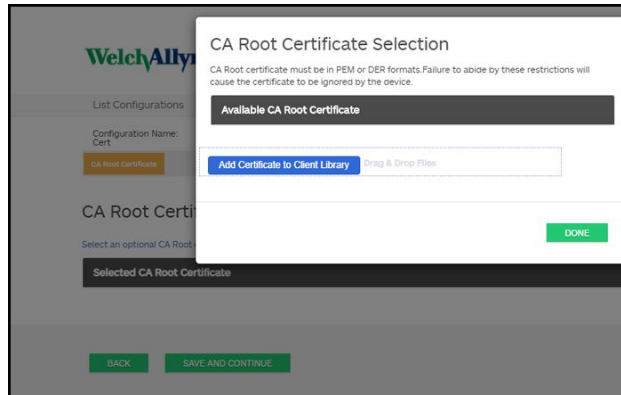 CA Root Certificate Selection
CA Root certificate must be in PEM or DER formats.Failure to abide by these restrictions will
cause the certificate to be ignored by the device.
Available CA Root Certificate
Add Certificate to Client Library
Drag & Drop Files
DONE
WelchAllyn
List Configurations
Configuration Name:
Cert
CA Root Certificate
CA Root Certi
Select an optional CA Root
Selected CA Root Certificate
BACK
SAVE AND CONTINUE